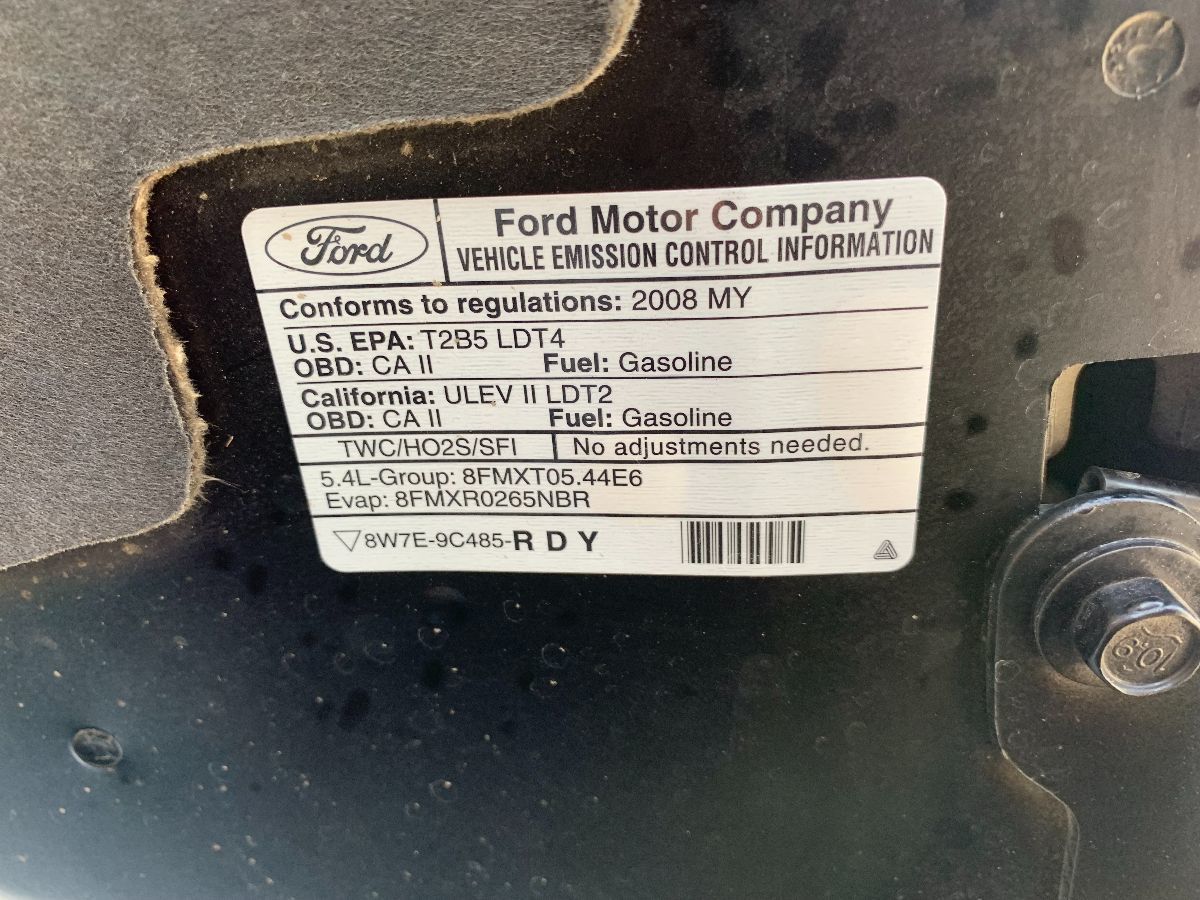 Ford
Ford Motor Company
VEHICLE EMISSION CONTROL INFORMATION
Conforms to regulations: 2008 MY
U.S. EPA: T2B5 LDT4
OBD: CA II Fuel: Gasoline
California: ULEV II LDT2
OBD: CA II Fuel: Gasoline
TWC/HO2S/SFI No adjustments needed.
5.4L-Group: 8FMXT05.44E6
Evap: 8FMXR0265NBR
8W7E-9C485-R D Y
10.9